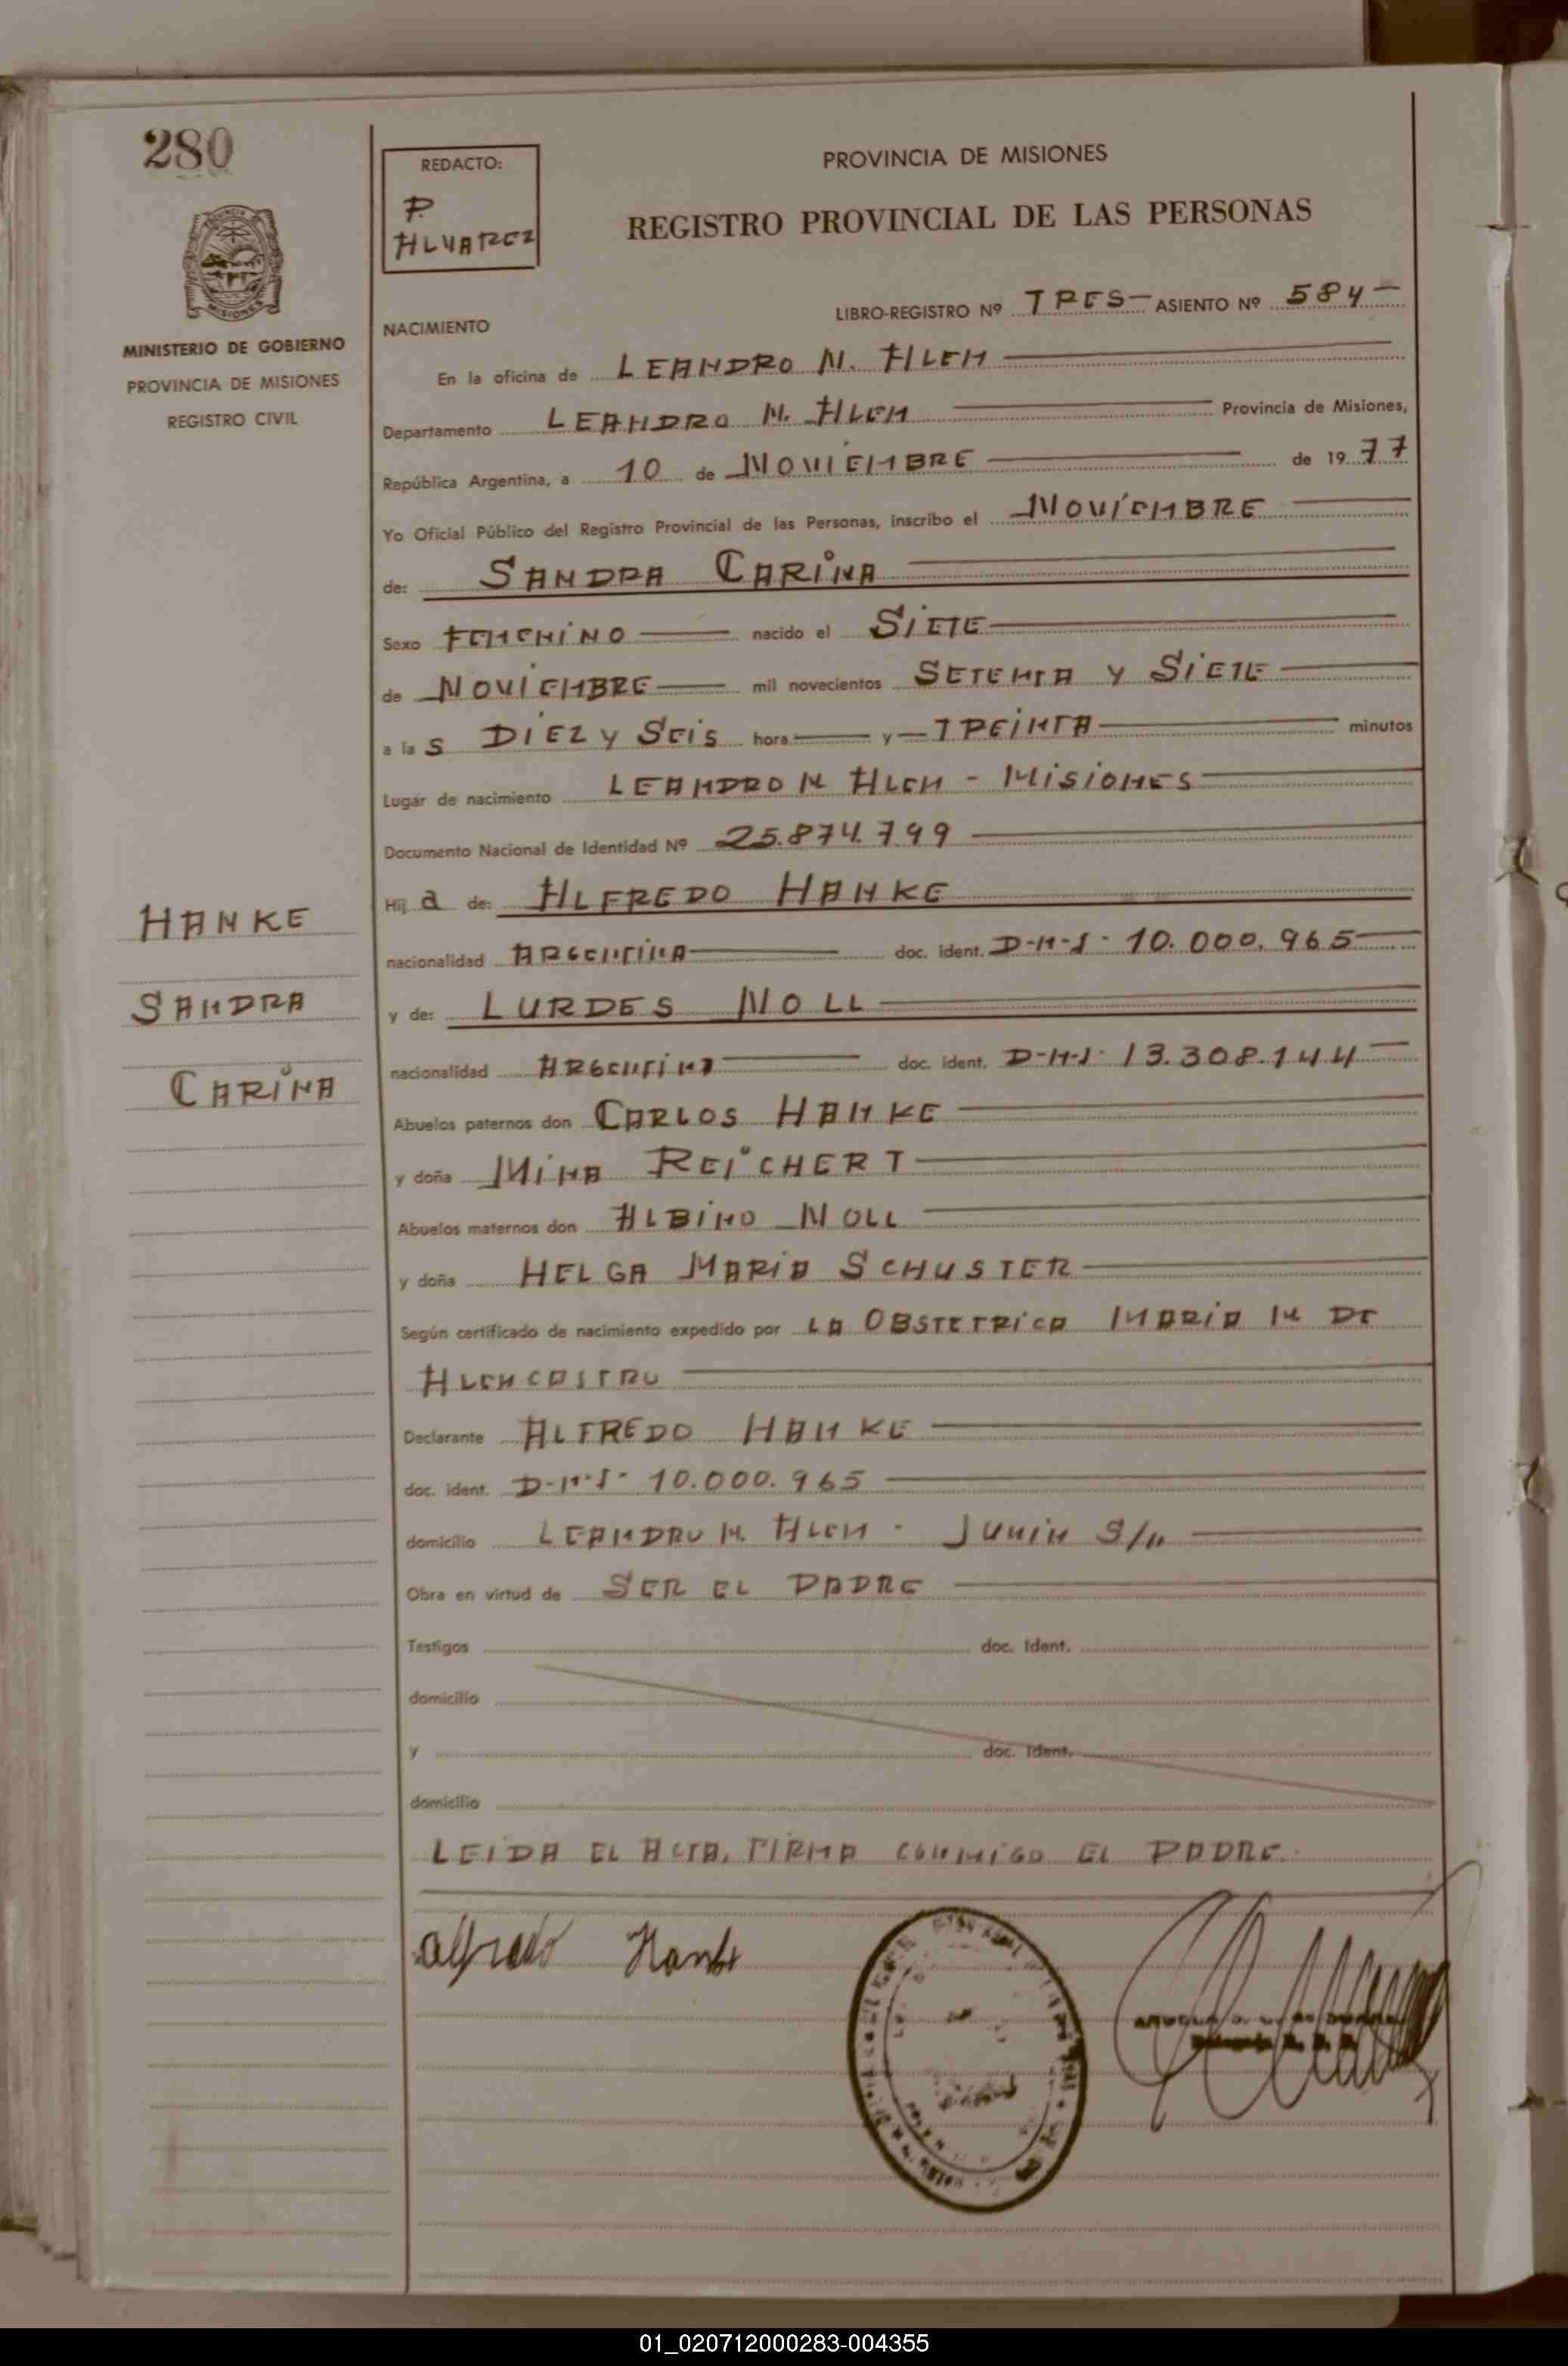 280
REDACTO:
P.
ALVAREZ
PROVINCIA DE MISIONES
REGISTRO PROVINCIAL DE LAS PERSONAS
MINISTERIO DE GOBIERNO
PROVINCIA DE MISIONES
REGISTRO CIVIL
LIBRO-REGISTRO Nº TRES- ASIENTO Nº 584-
NACIMIENTO
En la oficina de LEANDRO N. ALEM
Departamento LEANDRO N. ALEM Provincia de Misiones,
República Argentina, a 10 de NOVIEMBRE de 1977
Yo Oficial Público del Registro Provincial de las Personas, inscribo el NOVIEMBRE
de: SANDRA CARINA
Sexo FEMENINO nacido el SIETE
de NOVIEMBRE mil novecientos SETENTA Y SIETE
a las DIEZ Y SEIS hora y TREINTA minutos
Lugar de nacimiento LEANDRO N ALEM - MISIONES
Documento Nacional de Identidad Nº 25.874.799
Hija de: ALFREDO HANKE
nacionalidad ARGENTINA doc. ident. D-N-I- 10.000.965
y de: LURDES NOLL
nacionalidad ARGENTINA doc. ident. D-N-I- 13.308.144
Abuelos paternos don CARLOS HANKE
y doña MINA REICHERT
Abuelos maternos don ALBINO NOLL
y doña HELGA MARIA SCHUSTER
Según certificado de nacimiento expedido por LA OBSTETRICA MARIA M DE
ALENCASTRO
Declarante ALFREDO HANKE
doc. ident. D-N-I- 10.000.965
domicilio LEANDRO N. ALEM - JUNIN S/N
Obra en virtud de SER EL PADRE
Testigos doc. Ident.
domicilio
y doc. Ident.
domicilio
LEIDA EL ACTA, FIRMA CONMIGO EL PADRE.
Alfredo Hanke
HANKE
SANDRA
CARINA
01_020712000283-004355